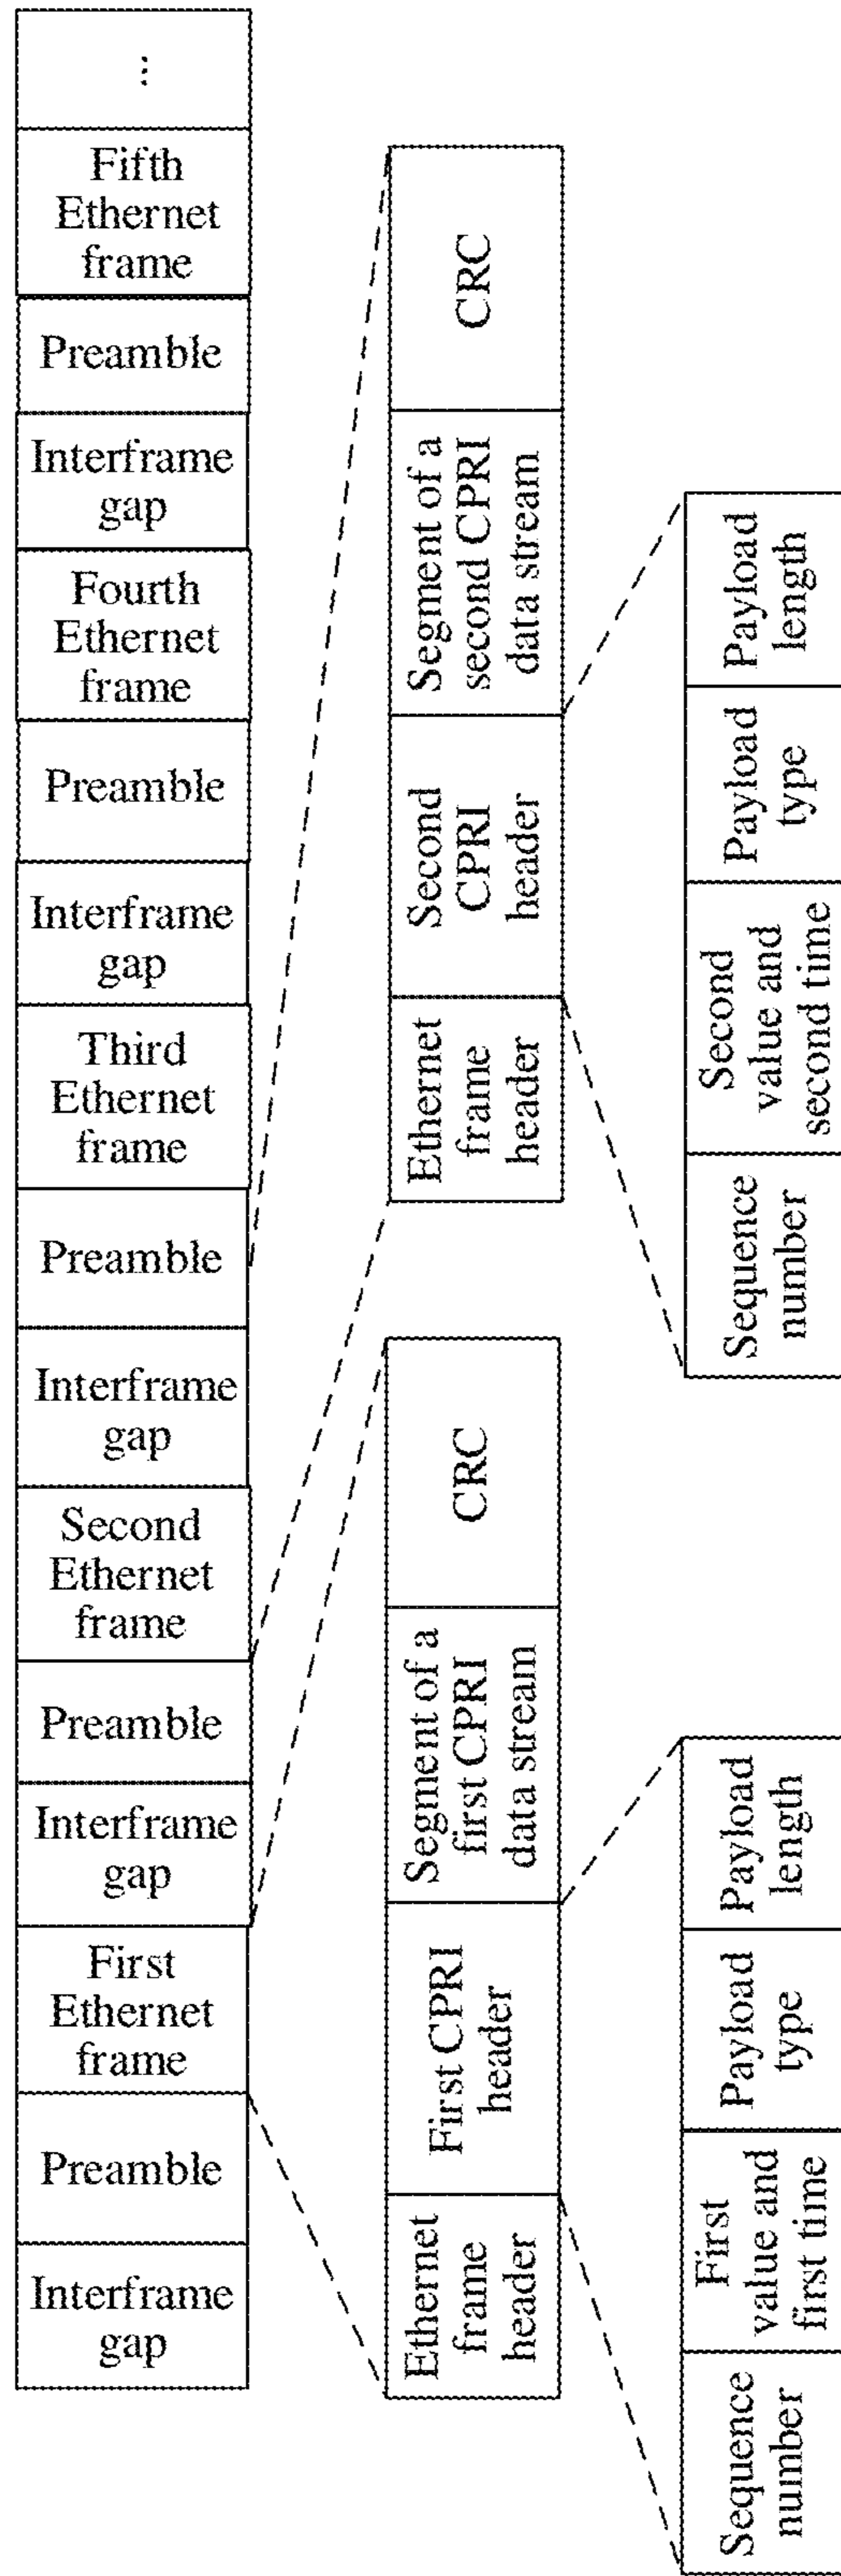 Interframe
gap
Preamble
First
Ethernet
frame
Interframe
gap
Preamble
Second
Ethernet
frame
Interframe
gap
Preamble
Third
Ethernet
frame
Interframe
gap
Preamble
Fourth
Ethernet
frame
Interframe
gap
Preamble
Fifth
Ethernet
frame
...
Ethernet
frame
header
First CPRI
header
Segment of a
first CPRI
data stream
CRC
Ethernet
frame
header
Second
CPRI
header
Segment of a
second CPRI
data stream
CRC
Sequence
number
First
value and
first time
Payload
type
Payload
length
Sequence
number
Second
value and
second time
Payload
type
Payload
length